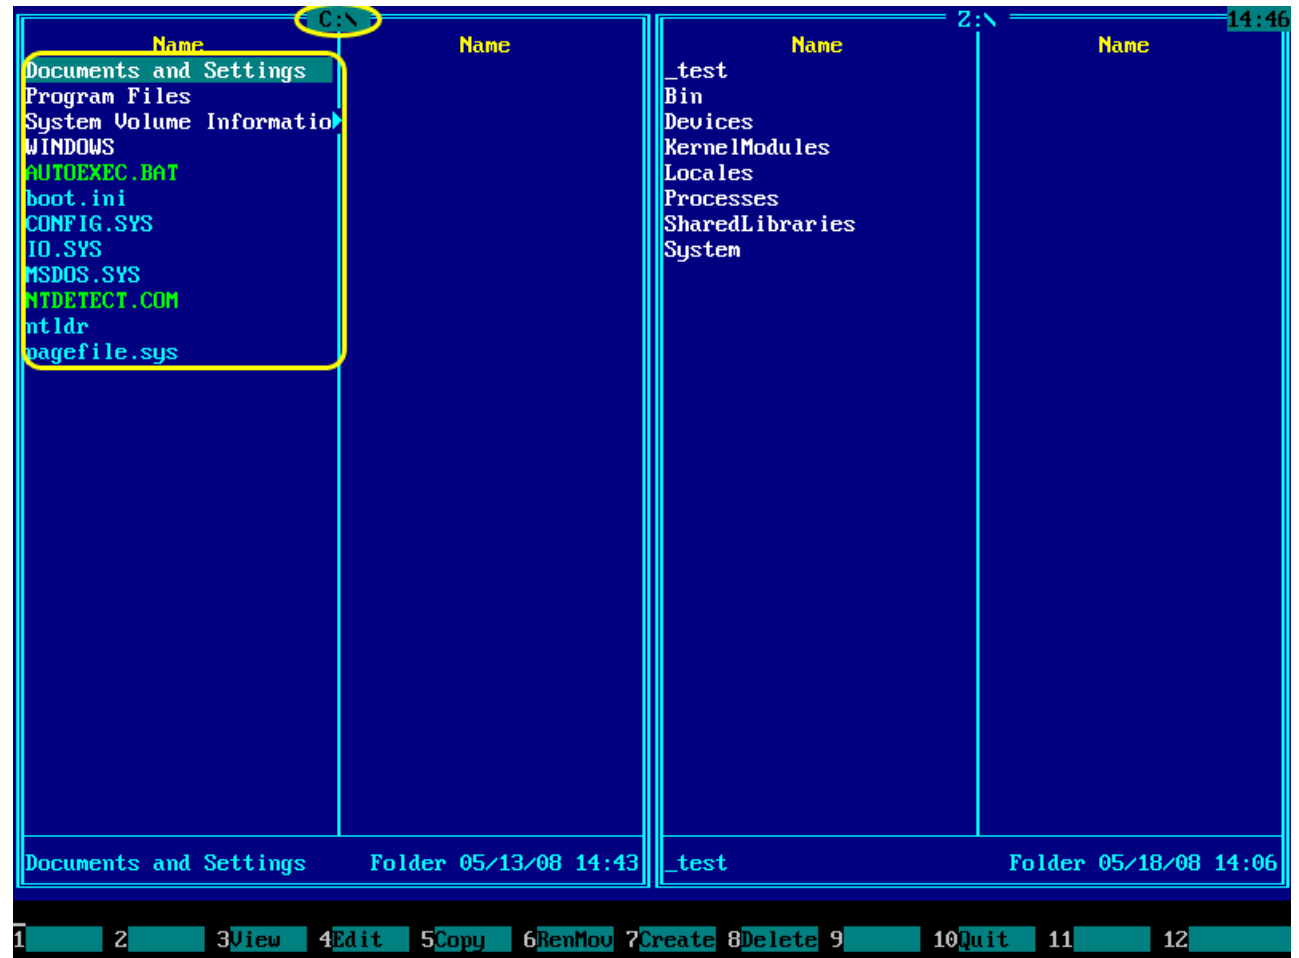 C:\
Name Name
Documents and Settings
Program Files
System Volume Informatio
WINDOWS
AUTOEXEC.BAT
boot.ini
CONFIG.SYS
IO.SYS
MSDOS.SYS
NTDETECT.COM
ntldr
pagefile.sys
Documents and Settings Folder 05/13/08 14:43
Z:\ 14:46
Name Name
_test
Bin
Devices
KernelModules
Locales
Processes
SharedLibraries
System
_test Folder 05/18/08 14:06
1 2 3View 4Edit 5Copy 6RenMov 7Create 8Delete 9 10Quit 11 12